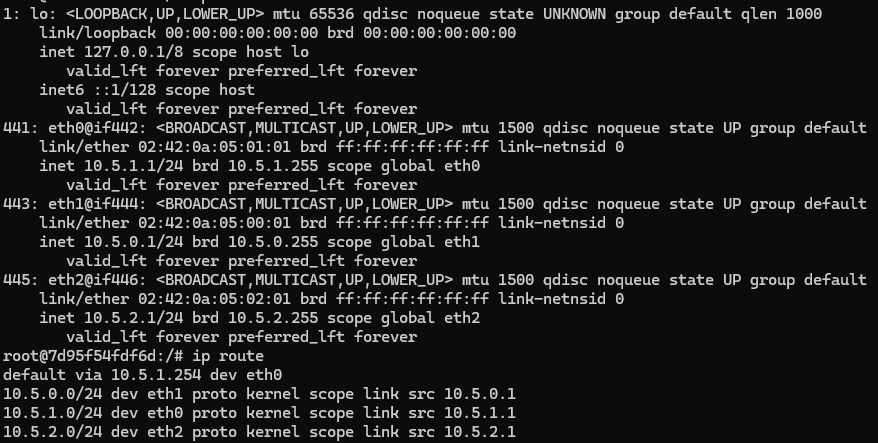 1: lo: <LOOPBACK,UP,LOWER_UP> mtu 65536 qdisc noqueue state UNKNOWN group default qlen 1000
    link/loopback 00:00:00:00:00:00 brd 00:00:00:00:00:00
    inet 127.0.0.1/8 scope host lo
       valid_lft forever preferred_lft forever
    inet6 ::1/128 scope host
       valid_lft forever preferred_lft forever
441: eth0@if442: <BROADCAST,MULTICAST,UP,LOWER_UP> mtu 1500 qdisc noqueue state UP group default
    link/ether 02:42:0a:05:01:01 brd ff:ff:ff:ff:ff:ff link-netnsid 0
    inet 10.5.1.1/24 brd 10.5.1.255 scope global eth0
       valid_lft forever preferred_lft forever
443: eth1@if444: <BROADCAST,MULTICAST,UP,LOWER_UP> mtu 1500 qdisc noqueue state UP group default
    link/ether 02:42:0a:05:00:01 brd ff:ff:ff:ff:ff:ff link-netnsid 0
    inet 10.5.0.1/24 brd 10.5.0.255 scope global eth1
       valid_lft forever preferred_lft forever
445: eth2@if446: <BROADCAST,MULTICAST,UP,LOWER_UP> mtu 1500 qdisc noqueue state UP group default
    link/ether 02:42:0a:05:02:01 brd ff:ff:ff:ff:ff:ff link-netnsid 0
    inet 10.5.2.1/24 brd 10.5.2.255 scope global eth2
       valid_lft forever preferred_lft forever
root@7d95f54fdf6d:/# ip route
default via 10.5.1.254 dev eth0
10.5.0.0/24 dev eth1 proto kernel scope link src 10.5.0.1
10.5.1.0/24 dev eth0 proto kernel scope link src 10.5.1.1
10.5.2.0/24 dev eth2 proto kernel scope link src 10.5.2.1